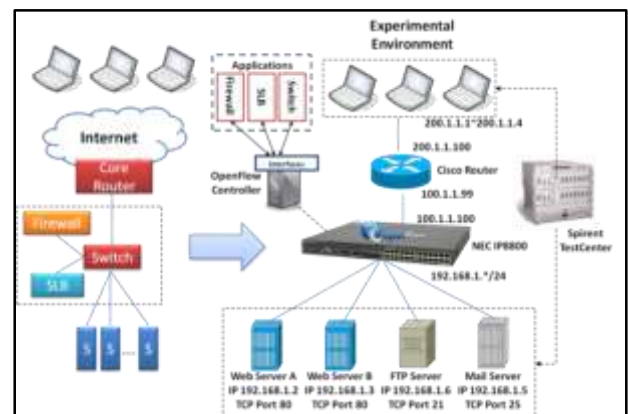 Experimental
Environment
Applications
Firewall
SLB
Switch
Interface
OpenFlow
Controller
200.1.1.1~200.1.1.4
200.1.1.100
Cisco Router
100.1.1.99
100.1.1.100
NEC IP8800
192.168.1.*/24
Spirent
TestCenter
Internet
Core
Router
Firewall
Switch
SLB
S S .... S
Web Server A
IP 192.168.1.2
TCP Port 80
Web Server B
IP 192.168.1.3
TCP Port 80
FTP Server
IP 192.168.1.6
TCP Port 21
Mail Server
IP 192.168.1.5
TCP Port 25